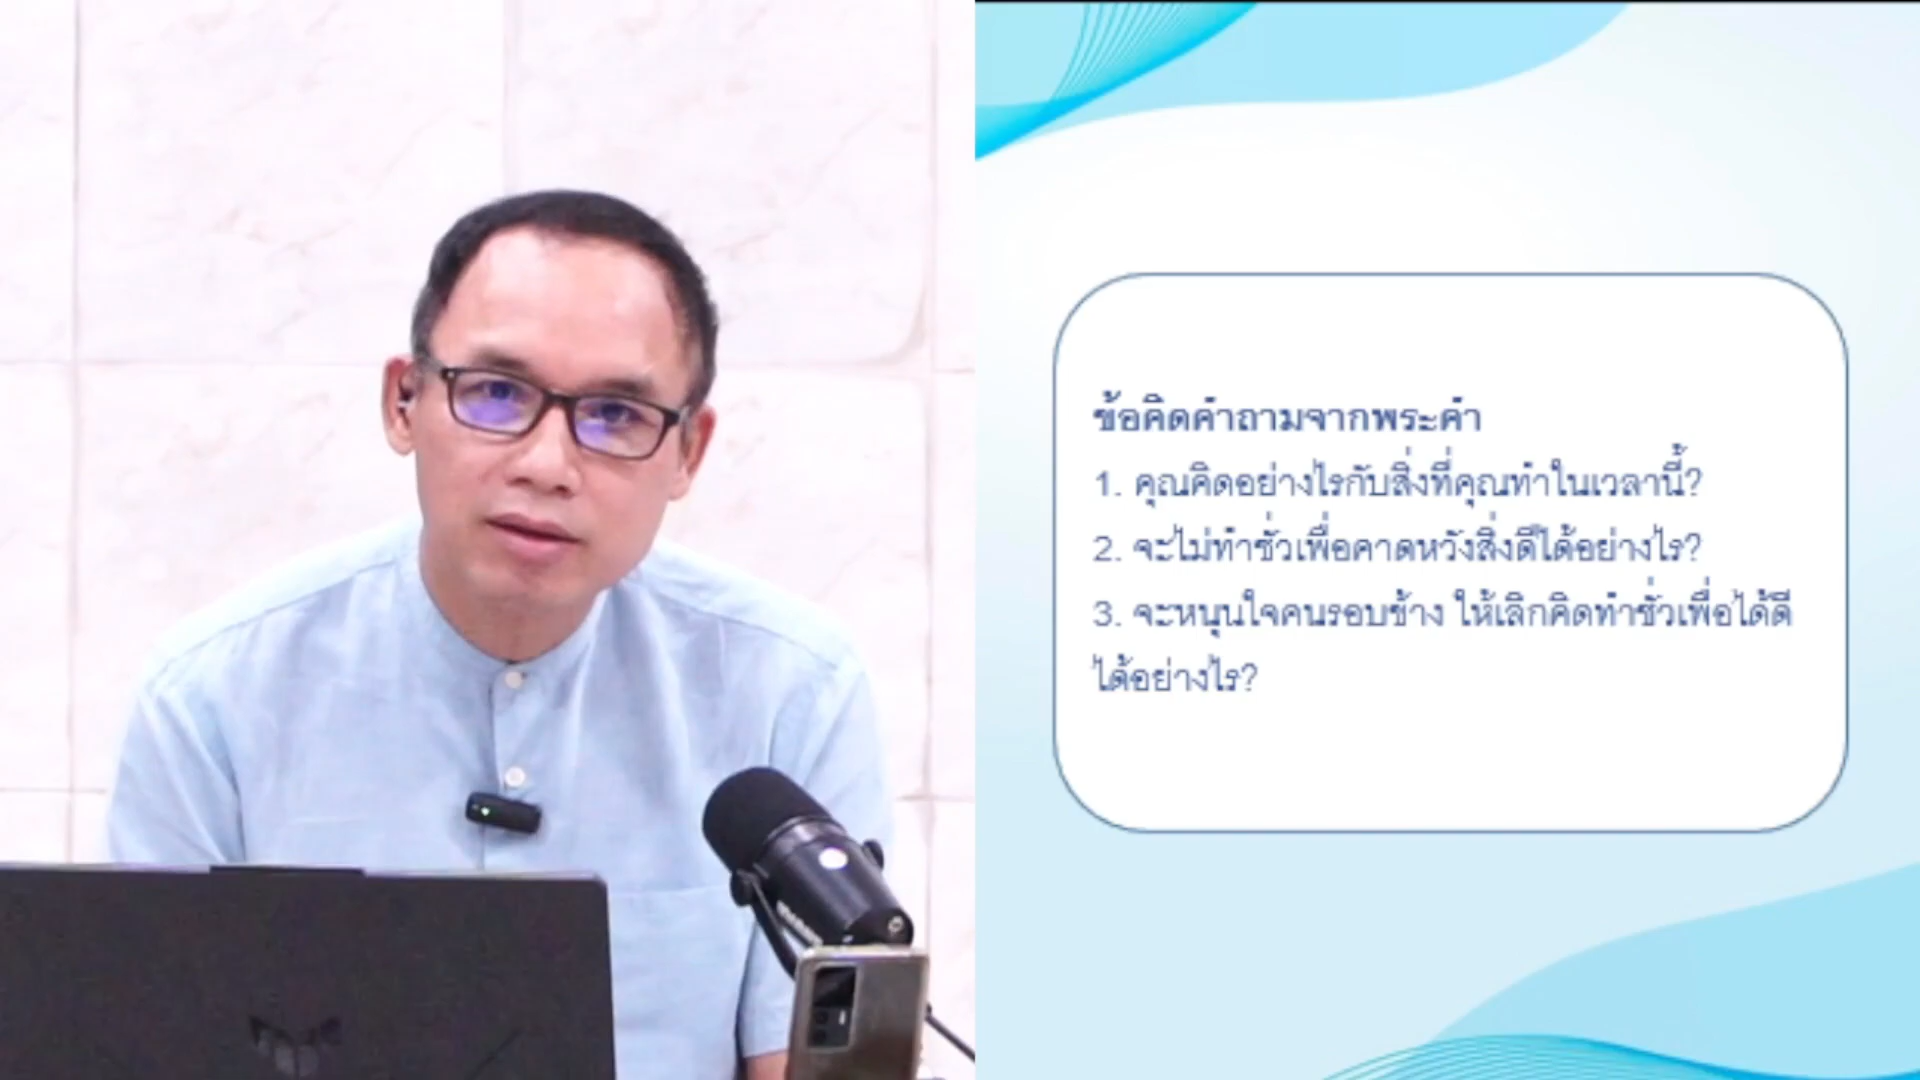 ข้อคิดคำถามจากพระคำ
1. คุณคิดอย่างไรกับสิ่งที่คุณทำในเวลานี้?
2. จะไม่ทำชั่วเพื่อคาดหวังสิ่งดีได้อย่างไร?
3. จะหนุนใจคนรอบข้าง ให้เลิกคิดทำชั่วเพื่อได้ดี
ได้อย่างไร?